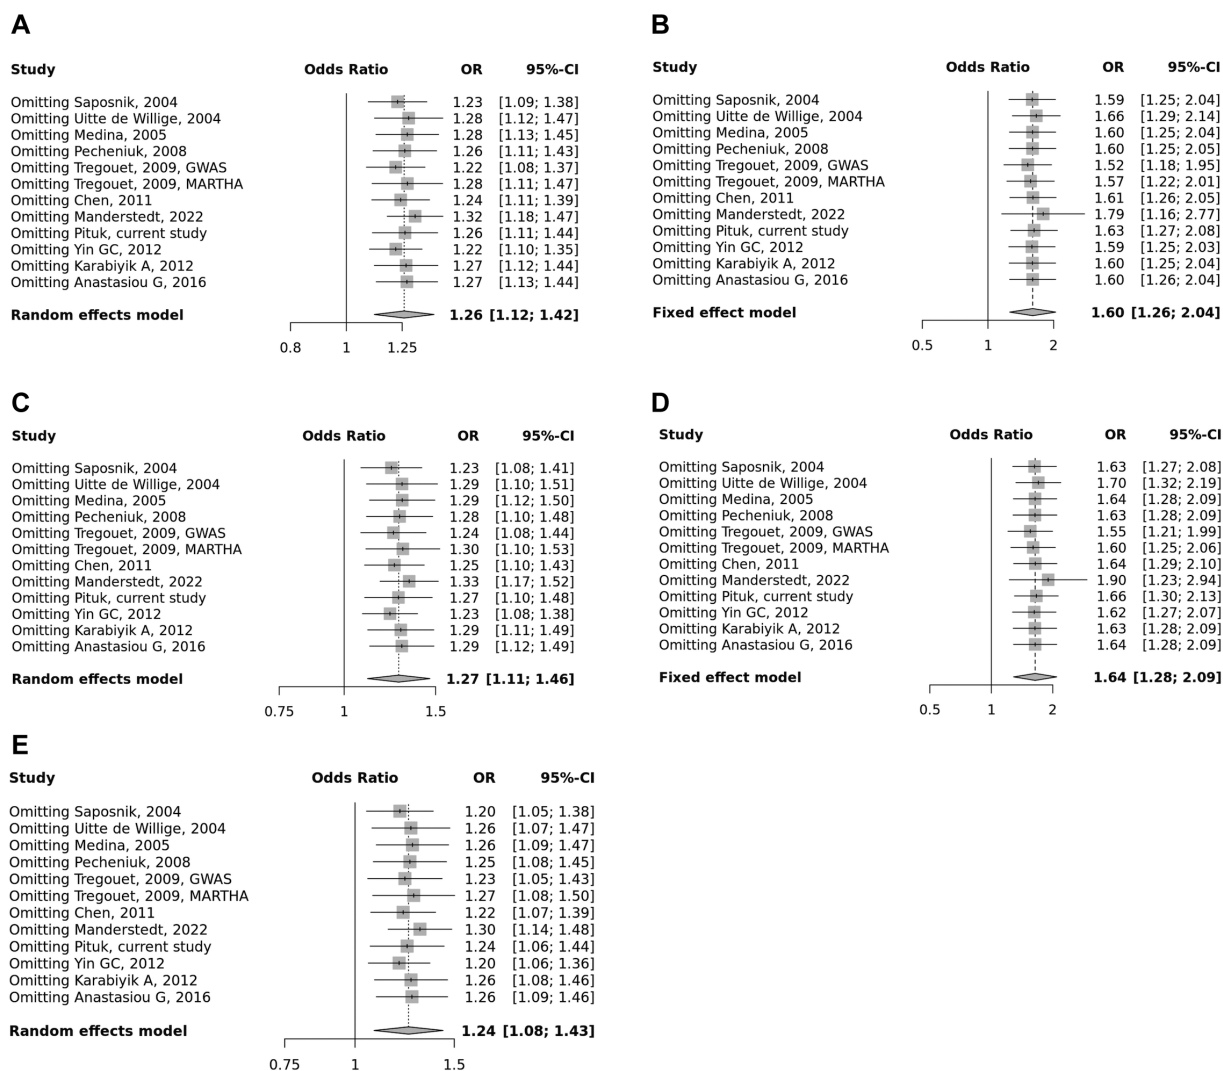 A
Study Odds Ratio OR 95%-CI
Omitting Saposnik, 2004 1.23 [1.09; 1.38]
Omitting Uitte de Willige, 2004 1.28 [1.12; 1.47]
Omitting Medina, 2005 1.28 [1.13; 1.45]
Omitting Pecheniuk, 2008 1.26 [1.11; 1.43]
Omitting Tregouet, 2009, GWAS 1.22 [1.08; 1.37]
Omitting Tregouet, 2009, MARTHA 1.28 [1.11; 1.47]
Omitting Chen, 2011 1.24 [1.11; 1.39]
Omitting Manderstedt, 2022 1.32 [1.18; 1.47]
Omitting Pituk, current study 1.26 [1.11; 1.44]
Omitting Yin GC, 2012 1.22 [1.10; 1.35]
Omitting Karabiyik A, 2012 1.27 [1.12; 1.44]
Omitting Anastasiou G, 2016 1.27 [1.13; 1.44]
Random effects model 1.26 [1.12; 1.42]
0.8 1 1.25
B
Study Odds Ratio OR 95%-CI
Omitting Saposnik, 2004 1.59 [1.25; 2.04]
Omitting Uitte de Willige, 2004 1.66 [1.29; 2.14]
Omitting Medina, 2005 1.60 [1.25; 2.04]
Omitting Pecheniuk, 2008 1.60 [1.25; 2.05]
Omitting Tregouet, 2009, GWAS 1.52 [1.18; 1.95]
Omitting Tregouet, 2009, MARTHA 1.57 [1.22; 2.01]
Omitting Chen, 2011 1.61 [1.26; 2.05]
Omitting Manderstedt, 2022 1.79 [1.16; 2.77]
Omitting Pituk, current study 1.63 [1.27; 2.08]
Omitting Yin GC, 2012 1.59 [1.25; 2.03]
Omitting Karabiyik A, 2012 1.60 [1.25; 2.04]
Omitting Anastasiou G, 2016 1.60 [1.26; 2.04]
Fixed effect model 1.60 [1.26; 2.04]
0.5 1 2
C
Study Odds Ratio OR 95%-CI
Omitting Saposnik, 2004 1.23 [1.08; 1.41]
Omitting Uitte de Willige, 2004 1.29 [1.10; 1.51]
Omitting Medina, 2005 1.29 [1.12; 1.50]
Omitting Pecheniuk, 2008 1.28 [1.10; 1.48]
Omitting Tregouet, 2009, GWAS 1.24 [1.08; 1.44]
Omitting Tregouet, 2009, MARTHA 1.30 [1.10; 1.53]
Omitting Chen, 2011 1.25 [1.10; 1.43]
Omitting Manderstedt, 2022 1.33 [1.17; 1.52]
Omitting Pituk, current study 1.27 [1.10; 1.48]
Omitting Yin GC, 2012 1.23 [1.08; 1.38]
Omitting Karabiyik A, 2012 1.29 [1.11; 1.49]
Omitting Anastasiou G, 2016 1.29 [1.12; 1.49]
Random effects model 1.27 [1.11; 1.46]
0.75 1 1.5
D
Study Odds Ratio OR 95%-CI
Omitting Saposnik, 2004 1.63 [1.27; 2.08]
Omitting Uitte de Willige, 2004 1.70 [1.32; 2.19]
Omitting Medina, 2005 1.64 [1.28; 2.09]
Omitting Pecheniuk, 2008 1.63 [1.28; 2.09]
Omitting Tregouet, 2009, GWAS 1.55 [1.21; 1.99]
Omitting Tregouet, 2009, MARTHA 1.60 [1.25; 2.06]
Omitting Chen, 2011 1.64 [1.29; 2.10]
Omitting Manderstedt, 2022 1.90 [1.23; 2.94]
Omitting Pituk, current study 1.66 [1.30; 2.13]
Omitting Yin GC, 2012 1.62 [1.27; 2.07]
Omitting Karabiyik A, 2012 1.63 [1.28; 2.09]
Omitting Anastasiou G, 2016 1.64 [1.28; 2.09]
Fixed effect model 1.64 [1.28; 2.09]
0.5 1 2
E
Study Odds Ratio OR 95%-CI
Omitting Saposnik, 2004 1.20 [1.05; 1.38]
Omitting Uitte de Willige, 2004 1.26 [1.07; 1.47]
Omitting Medina, 2005 1.26 [1.09; 1.47]
Omitting Pecheniuk, 2008 1.25 [1.08; 1.45]
Omitting Tregouet, 2009, GWAS 1.23 [1.05; 1.43]
Omitting Tregouet, 2009, MARTHA 1.27 [1.08; 1.50]
Omitting Chen, 2011 1.22 [1.07; 1.39]
Omitting Manderstedt, 2022 1.30 [1.14; 1.48]
Omitting Pituk, current study 1.24 [1.06; 1.44]
Omitting Yin GC, 2012 1.20 [1.06; 1.36]
Omitting Karabiyik A, 2012 1.26 [1.08; 1.46]
Omitting Anastasiou G, 2016 1.26 [1.09; 1.46]
Random effects model 1.24 [1.08; 1.43]
0.75 1 1.5